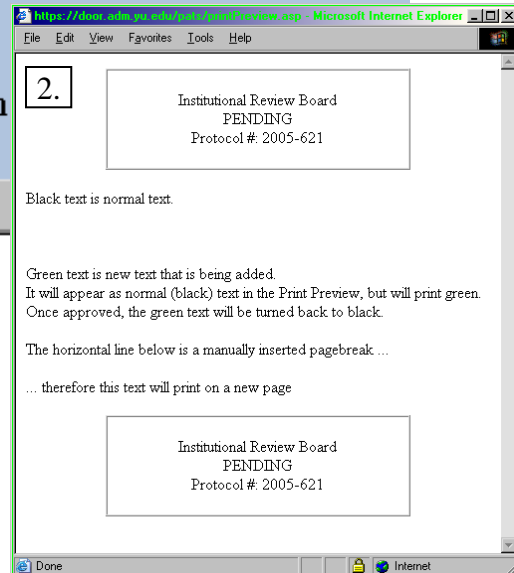 https://door.adm.yu.edu/pats/printPreview.asp - Microsoft Internet Explorer
File Edit View Favorites Tools Help
2.
Institutional Review Board
PENDING
Protocol #: 2005-621
Black text is normal text.
Green text is new text that is being added.
It will appear as normal (black) text in the Print Preview, but will print green.
Once approved, the green text will be turned back to black.
The horizontal line below is a manually inserted pagebreak ...
... therefore this text will print on a new page
Institutional Review Board
PENDING
Protocol #: 2005-621
Done Internet